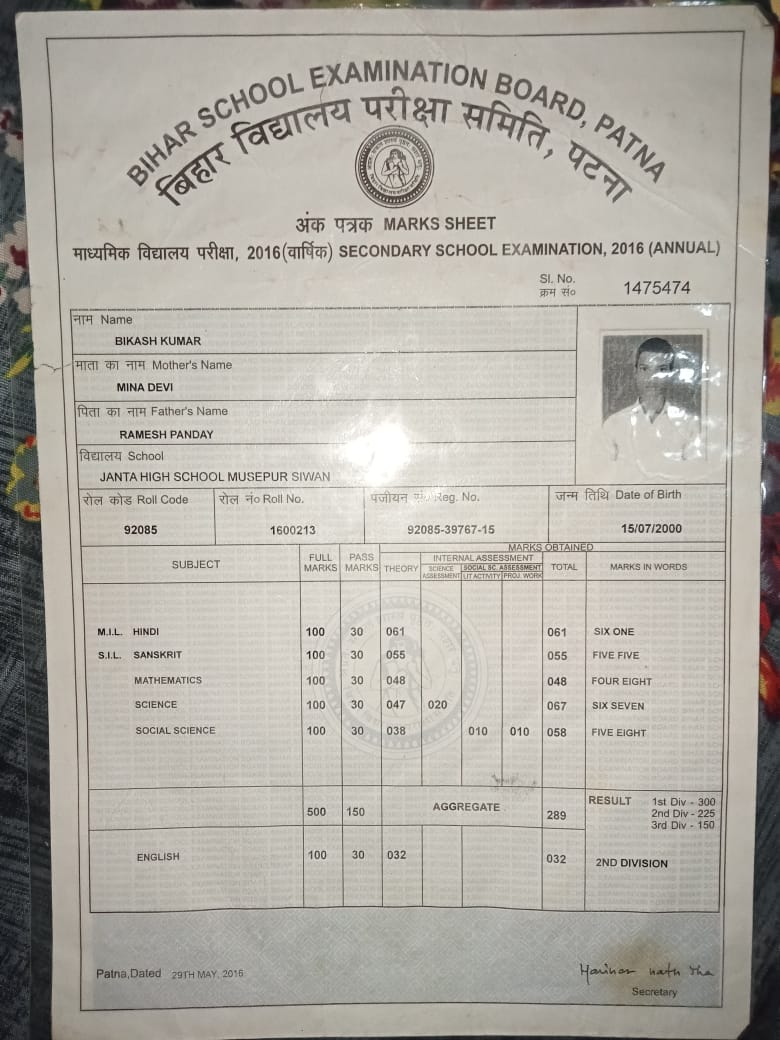 BIHAR SCHOOL EXAMINATION BOARD, PATNA
बिहार विद्यालय परीक्षा समिति, पटना
अंक पत्रक MARKS SHEET
माध्यमिक विद्यालय परीक्षा, 2016(वार्षिक) SECONDARY SCHOOL EXAMINATION, 2016 (ANNUAL)
Sl. No.
क्रम सं० 1475474
नाम Name
BIKASH KUMAR
माता का नाम Mother's Name
MINA DEVI
पिता का नाम Father's Name
RAMESH PANDAY
विद्यालय School
JANTA HIGH SCHOOL MUSEPUR SIWAN
रोल कोड Roll Code रोल नं० Roll No. पंजीयन सं० Reg. No. जन्म तिथि Date of Birth
92085 1600213 92085-39767-15 15/07/2000
MARKS OBTAINED
SUBJECT FULL MARKS PASS MARKS THEORY INTERNAL ASSESSMENT TOTAL MARKS IN WORDS
SCIENCE ASSESSMENT SOCIAL SC. ASSESSMENT
LIT ACTIVITY PROJ. WORK
M.I.L. HINDI 100 30 061 061 SIX ONE
S.I.L. SANSKRIT 100 30 055 055 FIVE FIVE
MATHEMATICS 100 30 048 048 FOUR EIGHT
SCIENCE 100 30 047 020 067 SIX SEVEN
SOCIAL SCIENCE 100 30 038 010 010 058 FIVE EIGHT
500 150 AGGREGATE 289 RESULT 1st Div - 300
2nd Div - 225
3rd Div - 150
ENGLISH 100 30 032 032 2ND DIVISION
Patna,Dated 29TH MAY, 2016
Harihar nath Jha
Secretary